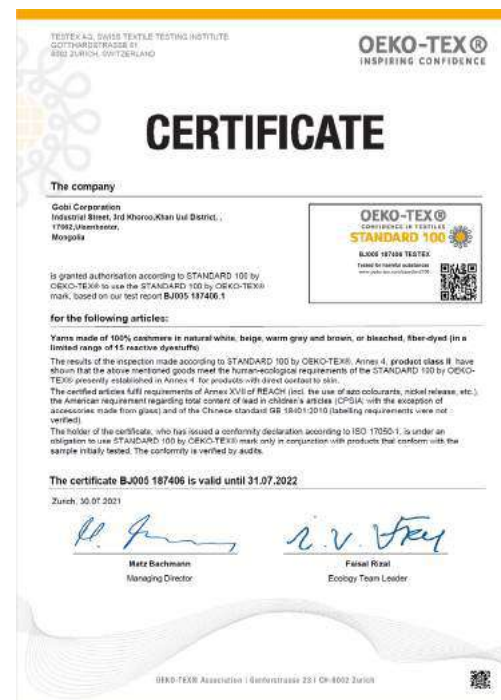 TESTEX AG, SWISS TEXTILE TESTING INSTITUTE
GOTTHARDSTRASSE 61
8002 ZURICH, SWITZERLAND
OEKO-TEX®
INSPIRING CONFIDENCE
CERTIFICATE
The company
Gobi Corporation
Industrial Street, 3rd Khoroo,Khan Uul District, ,
17062,Ulaanbaatar,
Mongolia
OEKO-TEX®
CONFIDENCE IN TEXTILES
STANDARD 100
BJ005 187406 TESTEX
Tested for harmful substances
www.oeko-tex.com/standard100
is granted authorisation according to STANDARD 100 by
OEKO-TEX® to use the STANDARD 100 by OEKO-TEX®
mark, based on our test report BJ005 187406.1
for the following articles:
Yarns made of 100% cashmere in natural white, beige, warm grey and brown, or bleached, fiber-dyed (in a
limited range of 15 reactive dyestuffs)
The results of the inspection made according to STANDARD 100 by OEKO-TEX®, Annex 4, product class II have
shown that the above mentioned goods meet the human-ecological requirements of the STANDARD 100 by OEKO-
TEX® presently established in Annex 4 for products with direct contact to skin.
The certified articles fulfil requirements of Annex XVII of REACH (incl. the use of azo colourants, nickel release, etc.),
the American requirement regarding total content of lead in children's articles (CPSIA; with the exception of
accessories made from glass) and of the Chinese standard GB 18401:2010 (labelling requirements were not
verified).
The holder of the certificate, who has issued a conformity declaration according to ISO 17050-1, is under an
obligation to use STANDARD 100 by OEKO-TEX® mark only in conjunction with products that conform with the
sample initially tested. The conformity is verified by audits.
The certificate BJ005 187406 is valid until 31.07.2022
Zurich, 30.07.2021
Matz Bachmann
Managing Director
i. V.
Faisal Rizal
Ecology Team Leader
OEKO-TEX® Association | Genferstrasse 23 | CH-8002 Zurich